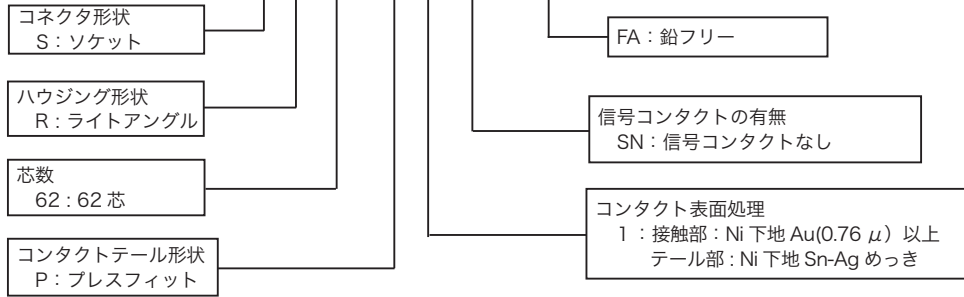 コネクタ形状
S：ソケット
ハウジング形状
R：ライトアングル
芯数
62 : 62 芯
コンタクトテール形状
P：プレスフィット
FA：鉛フリー
信号コンタクトの有無
SN：信号コンタクトなし
コンタクト表面処理
1 ：接触部：Ni 下地 Au(0.76 μ）以上
テール部 : Ni 下地 Sn-Ag めっき